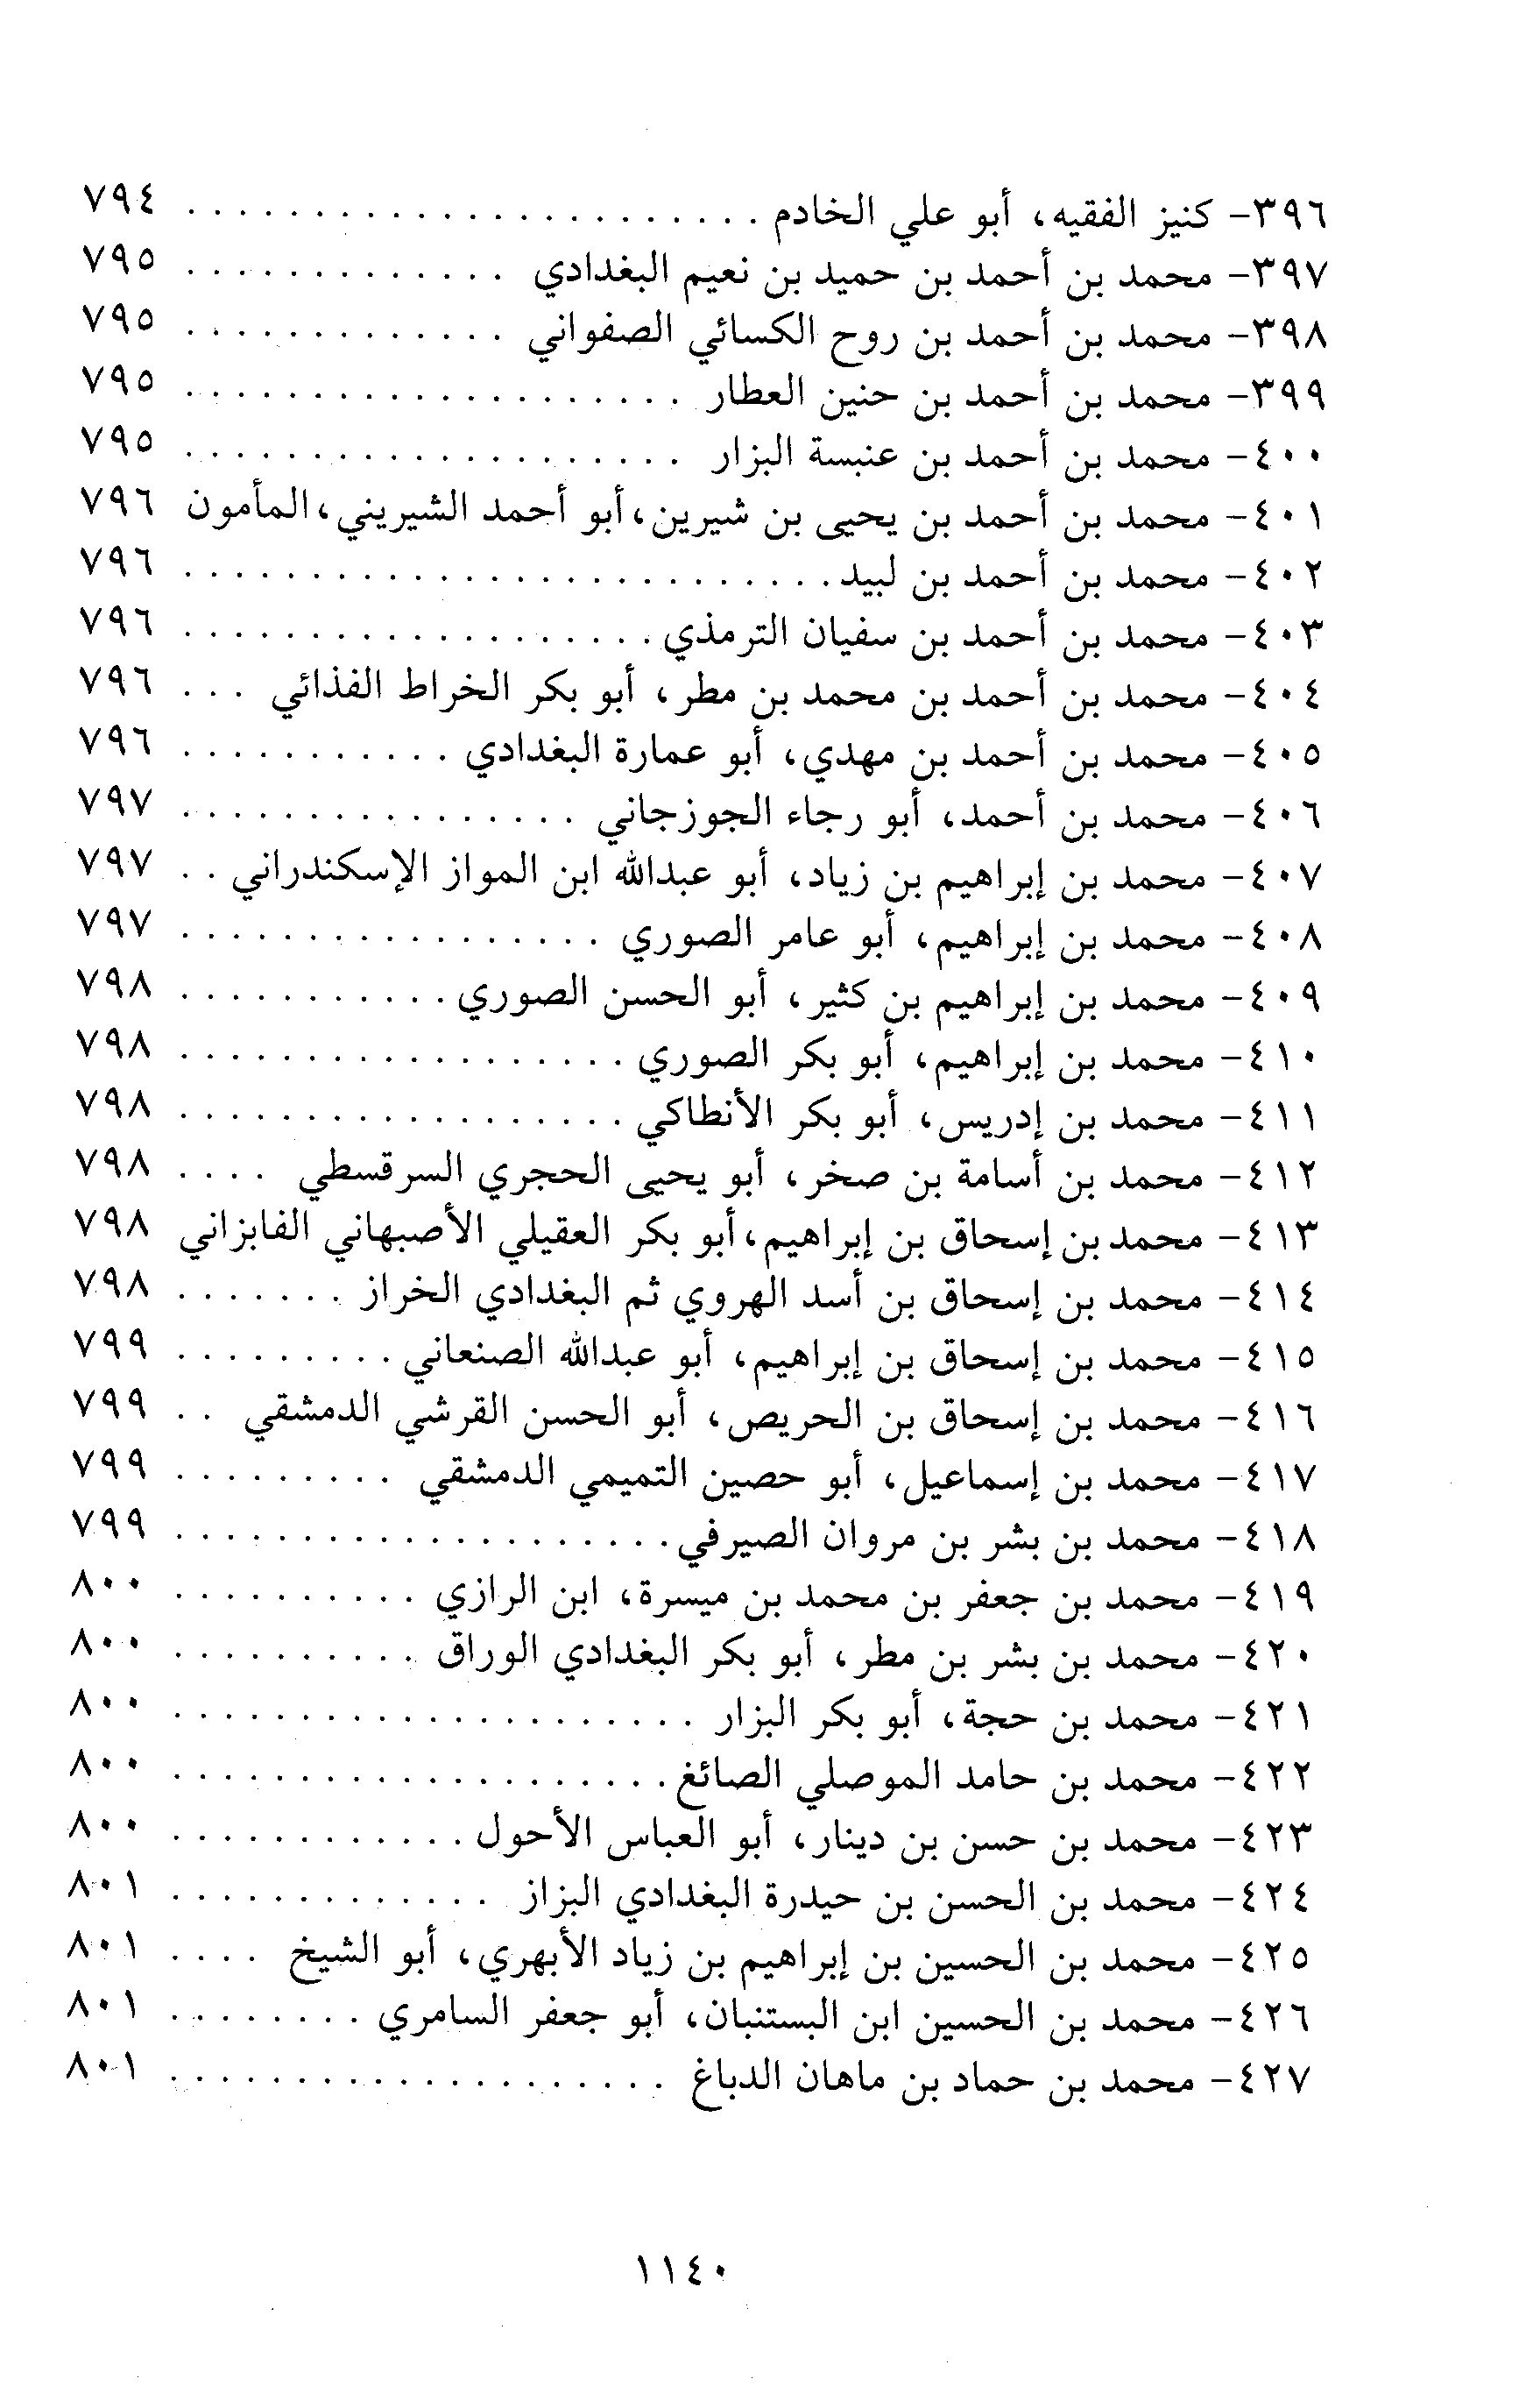 ٣٩٦- كنيز الفقيه، أبو علي الخادم . . . . . . . . . . . . . . . . . . . . . . . ٧٩٤
٣٩٧- محمد بن أحمد بن حميد بن نعيم البغدادي . . . . . . . . . . . . . ٧٩٥
٣٩٨- محمد بن أحمد بن روح الكسائي الصفواني . . . . . . . . . . . . . ٧٩٥
٣٩٩- محمد بن أحمد بن حنين العطار . . . . . . . . . . . . . . . . . . . . ٧٩٥
٤٠٠- محمد بن أحمد بن عنبسة البزار . . . . . . . . . . . . . . . . . . . . ٧٩٥
٤٠١- محمد بن أحمد بن يحيى بن شيرين، أبو أحمد الشيريني، المأمون ٧٩٦
٤٠٢- محمد بن أحمد بن لبيد . . . . . . . . . . . . . . . . . . . . . . . . . . ٧٩٦
٤٠٣- محمد بن أحمد بن سفيان الترمذي . . . . . . . . . . . . . . . . . . . ٧٩٦
٤٠٤- محمد بن أحمد بن محمد بن مطر، أبو بكر الخراط الفذائي . . . ٧٩٦
٤٠٥- محمد بن أحمد بن مهدي، أبو عمارة البغدادي . . . . . . . . . . . ٧٩٦
٤٠٦- محمد بن أحمد، أبو رجاء الجوزجاني . . . . . . . . . . . . . . . . ٧٩٧
٤٠٧- محمد بن إبراهيم بن زياد، أبو عبدالله ابن المواز الإسكندراني . . ٧٩٧
٤٠٨- محمد بن إبراهيم، أبو عامر الصوري . . . . . . . . . . . . . . . . . ٧٩٧
٤٠٩- محمد بن إبراهيم بن كثير، أبو الحسن الصوري . . . . . . . . . . . ٧٩٨
٤١٠- محمد بن إبراهيم، أبو بكر الصوري . . . . . . . . . . . . . . . . . . ٧٩٨
٤١١- محمد بن إدريس، أبو بكر الأنطاكي . . . . . . . . . . . . . . . . . . ٧٩٨
٤١٢- محمد بن أسامة بن صخر، أبو يحيى الحجري السرقسطي . . . . ٧٩٨
٤١٣- محمد بن إسحاق بن إبراهيم، أبو بكر العقيلي الأصبهاني الفابزاني ٧٩٨
٤١٤- محمد بن إسحاق بن أسد الهروي ثم البغدادي الخراز . . . . . . . ٧٩٨
٤١٥- محمد بن إسحاق بن إبراهيم، أبو عبدالله الصنعاني . . . . . . . . . ٧٩٩
٤١٦- محمد بن إسحاق بن الحريص، أبو الحسن القرشي الدمشقي . . ٧٩٩
٤١٧- محمد بن إسماعيل، أبو حصين التميمي الدمشقي . . . . . . . . . ٧٩٩
٤١٨- محمد بن بشر بن مروان الصيرفي . . . . . . . . . . . . . . . . . . . . ٧٩٩
٤١٩- محمد بن جعفر بن محمد بن ميسرة، ابن الرازي . . . . . . . . . . ٨٠٠
٤٢٠- محمد بن بشر بن مطر، أبو بكر البغدادي الوراق . . . . . . . . . . ٨٠٠
٤٢١- محمد بن حجة، أبو بكر البزار . . . . . . . . . . . . . . . . . . . . . ٨٠٠
٤٢٢- محمد بن حامد الموصلي الصائغ . . . . . . . . . . . . . . . . . . . . ٨٠٠
٤٢٣- محمد بن حسن بن دينار، أبو العباس الأحول . . . . . . . . . . . . ٨٠٠
٤٢٤- محمد بن الحسن بن حيدرة البغدادي البزاز . . . . . . . . . . . . . ٨٠١
٤٢٥- محمد بن الحسين بن إبراهيم بن زياد الأبهري، أبو الشيخ . . . . ٨٠١
٤٢٦- محمد بن الحسين ابن البستنبان، أبو جعفر السامري . . . . . . . . ٨٠١
٤٢٧- محمد بن حماد بن ماهان الدباغ . . . . . . . . . . . . . . . . . . . . ٨٠١
١١٤٠